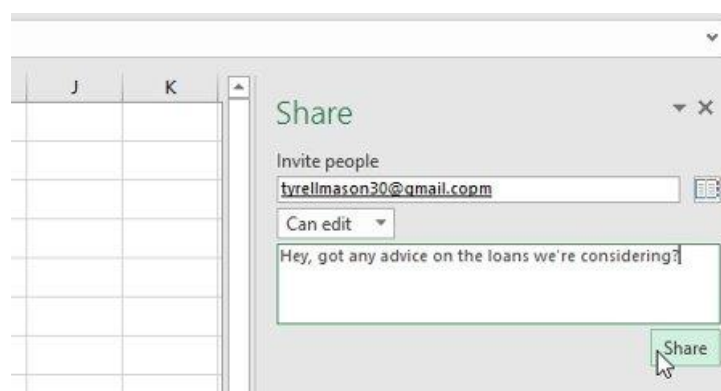 J K
Share
Invite people
tyrellmason30@gmail.copm
Can edit
Hey, got any advice on the loans we're considering?
Share